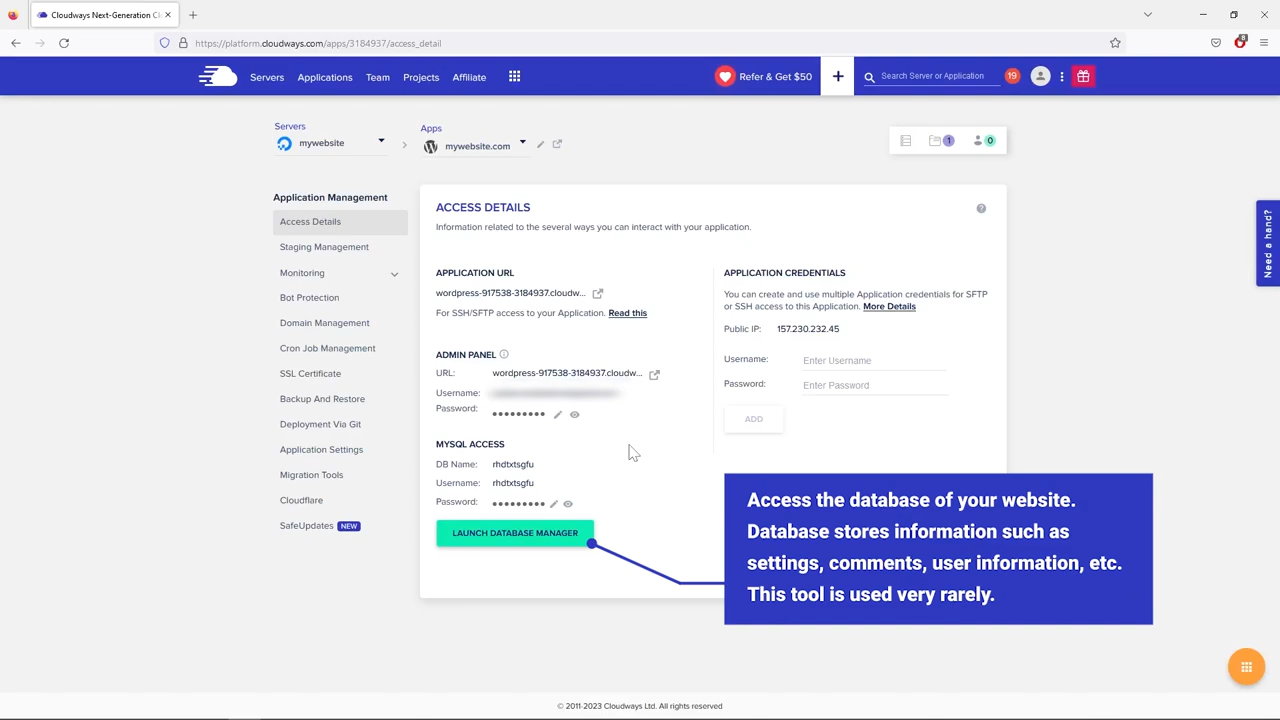 Cloudways Next-Generation Cl
https://platform.cloudways.com/apps/3184937/access_detail
8
Servers Applications Team Projects Affiliate
Refer & Get $50
+
Search Server or Application
19
Servers
mywebsite
Apps
mywebsite.com
1
0
Need a hand?
Application Management
Access Details
Staging Management
Monitoring
Bot Protection
Domain Management
Cron Job Management
SSL Certificate
Backup And Restore
Deployment Via Git
Application Settings
Migration Tools
Cloudflare
SafeUpdates NEW
ACCESS DETAILS
Information related to the several ways you can interact with your application.
APPLICATION URL
wordpress-917538-3184937.cloudw...
For SSH/SFTP access to your Application. Read this
ADMIN PANEL
URL: wordpress-917538-3184937.cloudw...
Username:
Password: •••••••••
MYSQL ACCESS
DB Name: rhdtxtsgfu
Username: rhdtxtsgfu
Password: •••••••••
LAUNCH DATABASE MANAGER
APPLICATION CREDENTIALS
You can create and use multiple Application credentials for SFTP
or SSH access to this Application. More Details
Public IP: 157.230.232.45
Username: Enter Username
Password: Enter Password
ADD
Access the database of your website.
Database stores information such as
settings, comments, user information, etc.
This tool is used very rarely.
© 2011-2023 Cloudways Ltd. All rights reserved